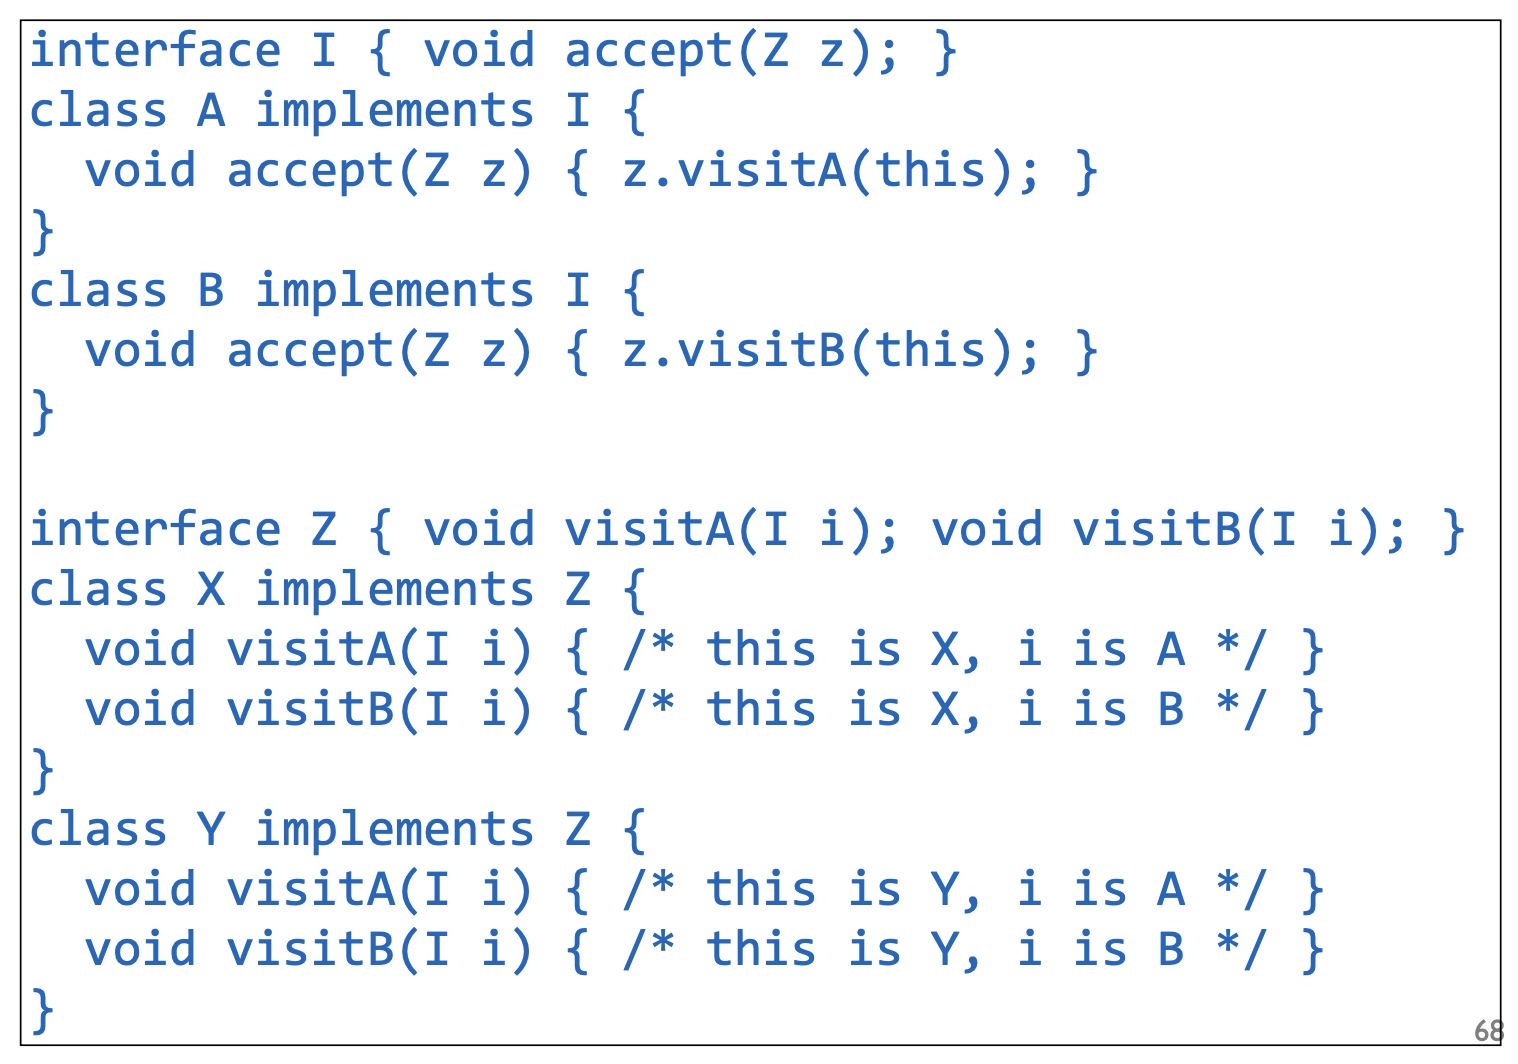 interface I { void accept(Z z); }
class A implements I {
  void accept(Z z) { z.visitA(this); }
}
class B implements I {
  void accept(Z z) { z.visitB(this); }
}

interface Z { void visitA(I i); void visitB(I i); }
class X implements Z {
  void visitA(I i) { /* this is X, i is A */ }
  void visitB(I i) { /* this is X, i is B */ }
}
class Y implements Z {
  void visitA(I i) { /* this is Y, i is A */ }
  void visitB(I i) { /* this is Y, i is B */ }
}
68